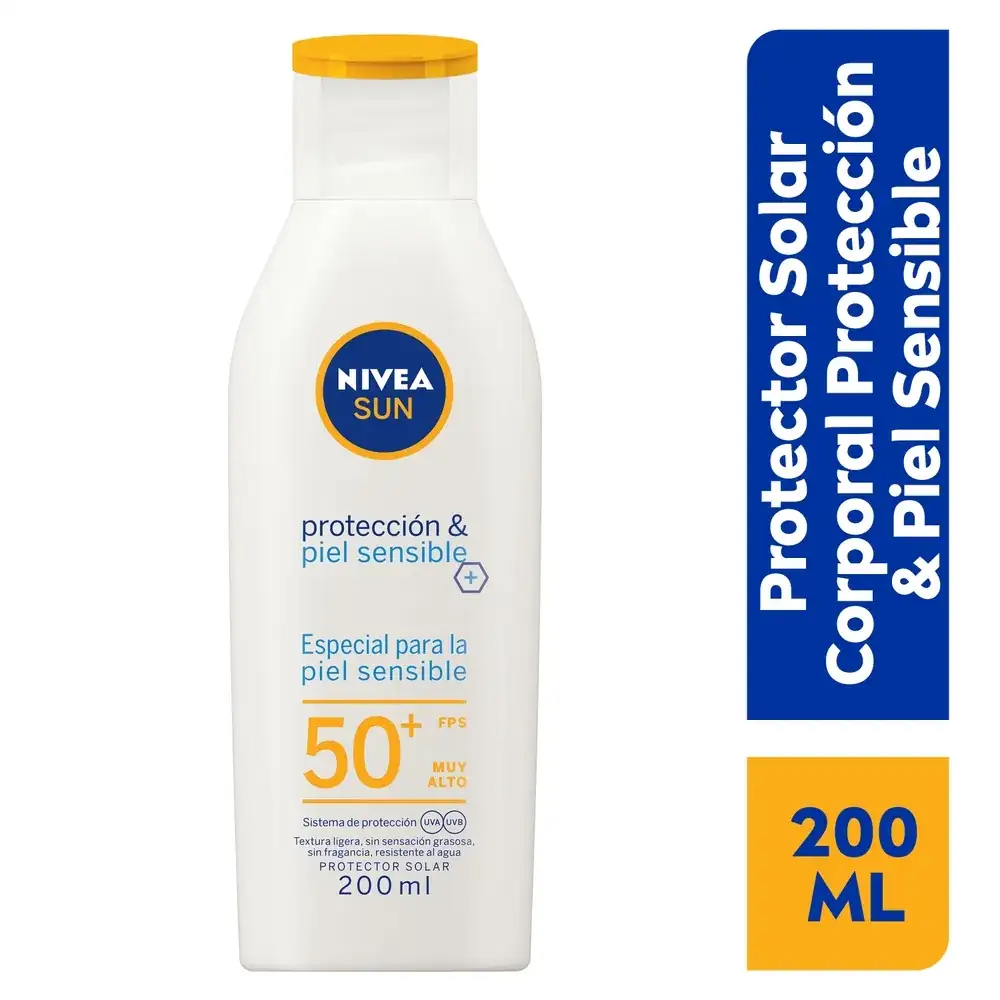 NIVEA
SUN
protección &
piel sensible
+
Especial para la
piel sensible
50+ FPS
MUY
ALTO
Sistema de protección UVA UVB
Textura ligera, sin sensación grasosa,
sin fragancia, resistente al agua
PROTECTOR SOLAR
200 ml
Protector Solar
Corporal Protección
& Piel Sensible
200
ML